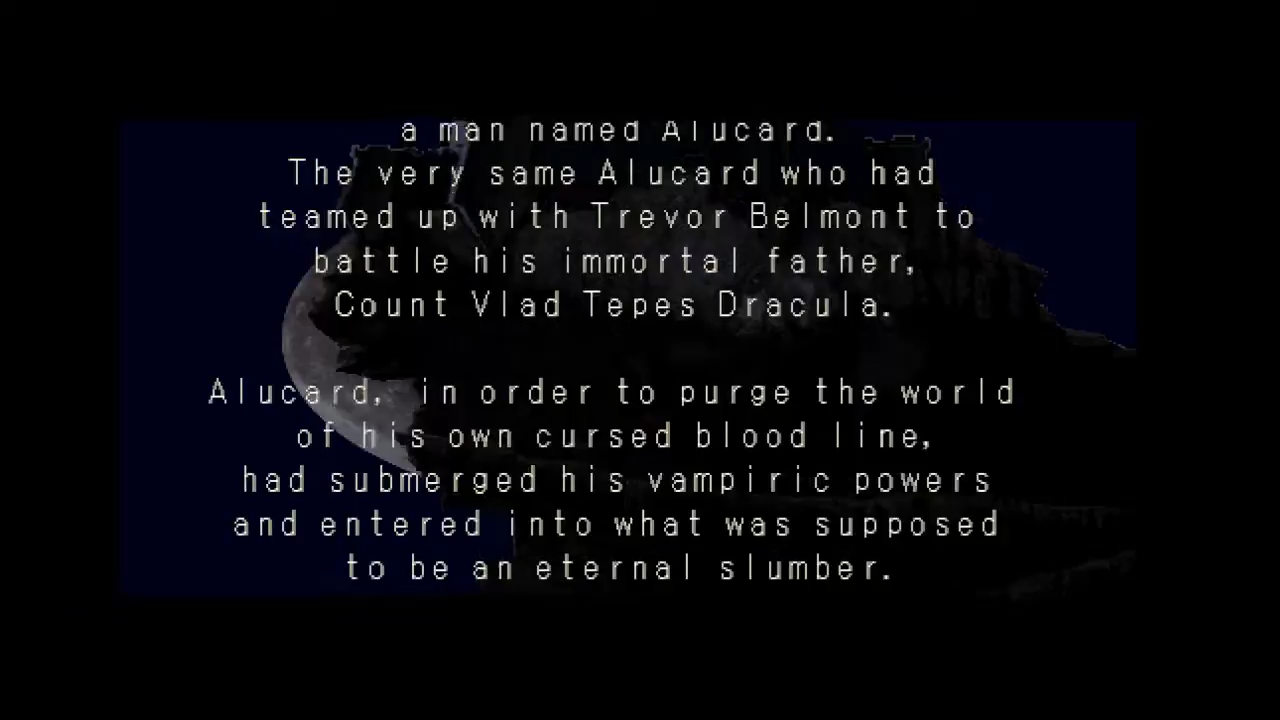 a man named Alucard.
The very same Alucard who had
teamed up with Trevor Belmont to
battle his immortal father,
Count Vlad Tepes Dracula.
Alucard, in order to purge the world
of his own cursed blood line,
had submerged his vampiric powers
and entered into what was supposed
to be an eternal slumber.